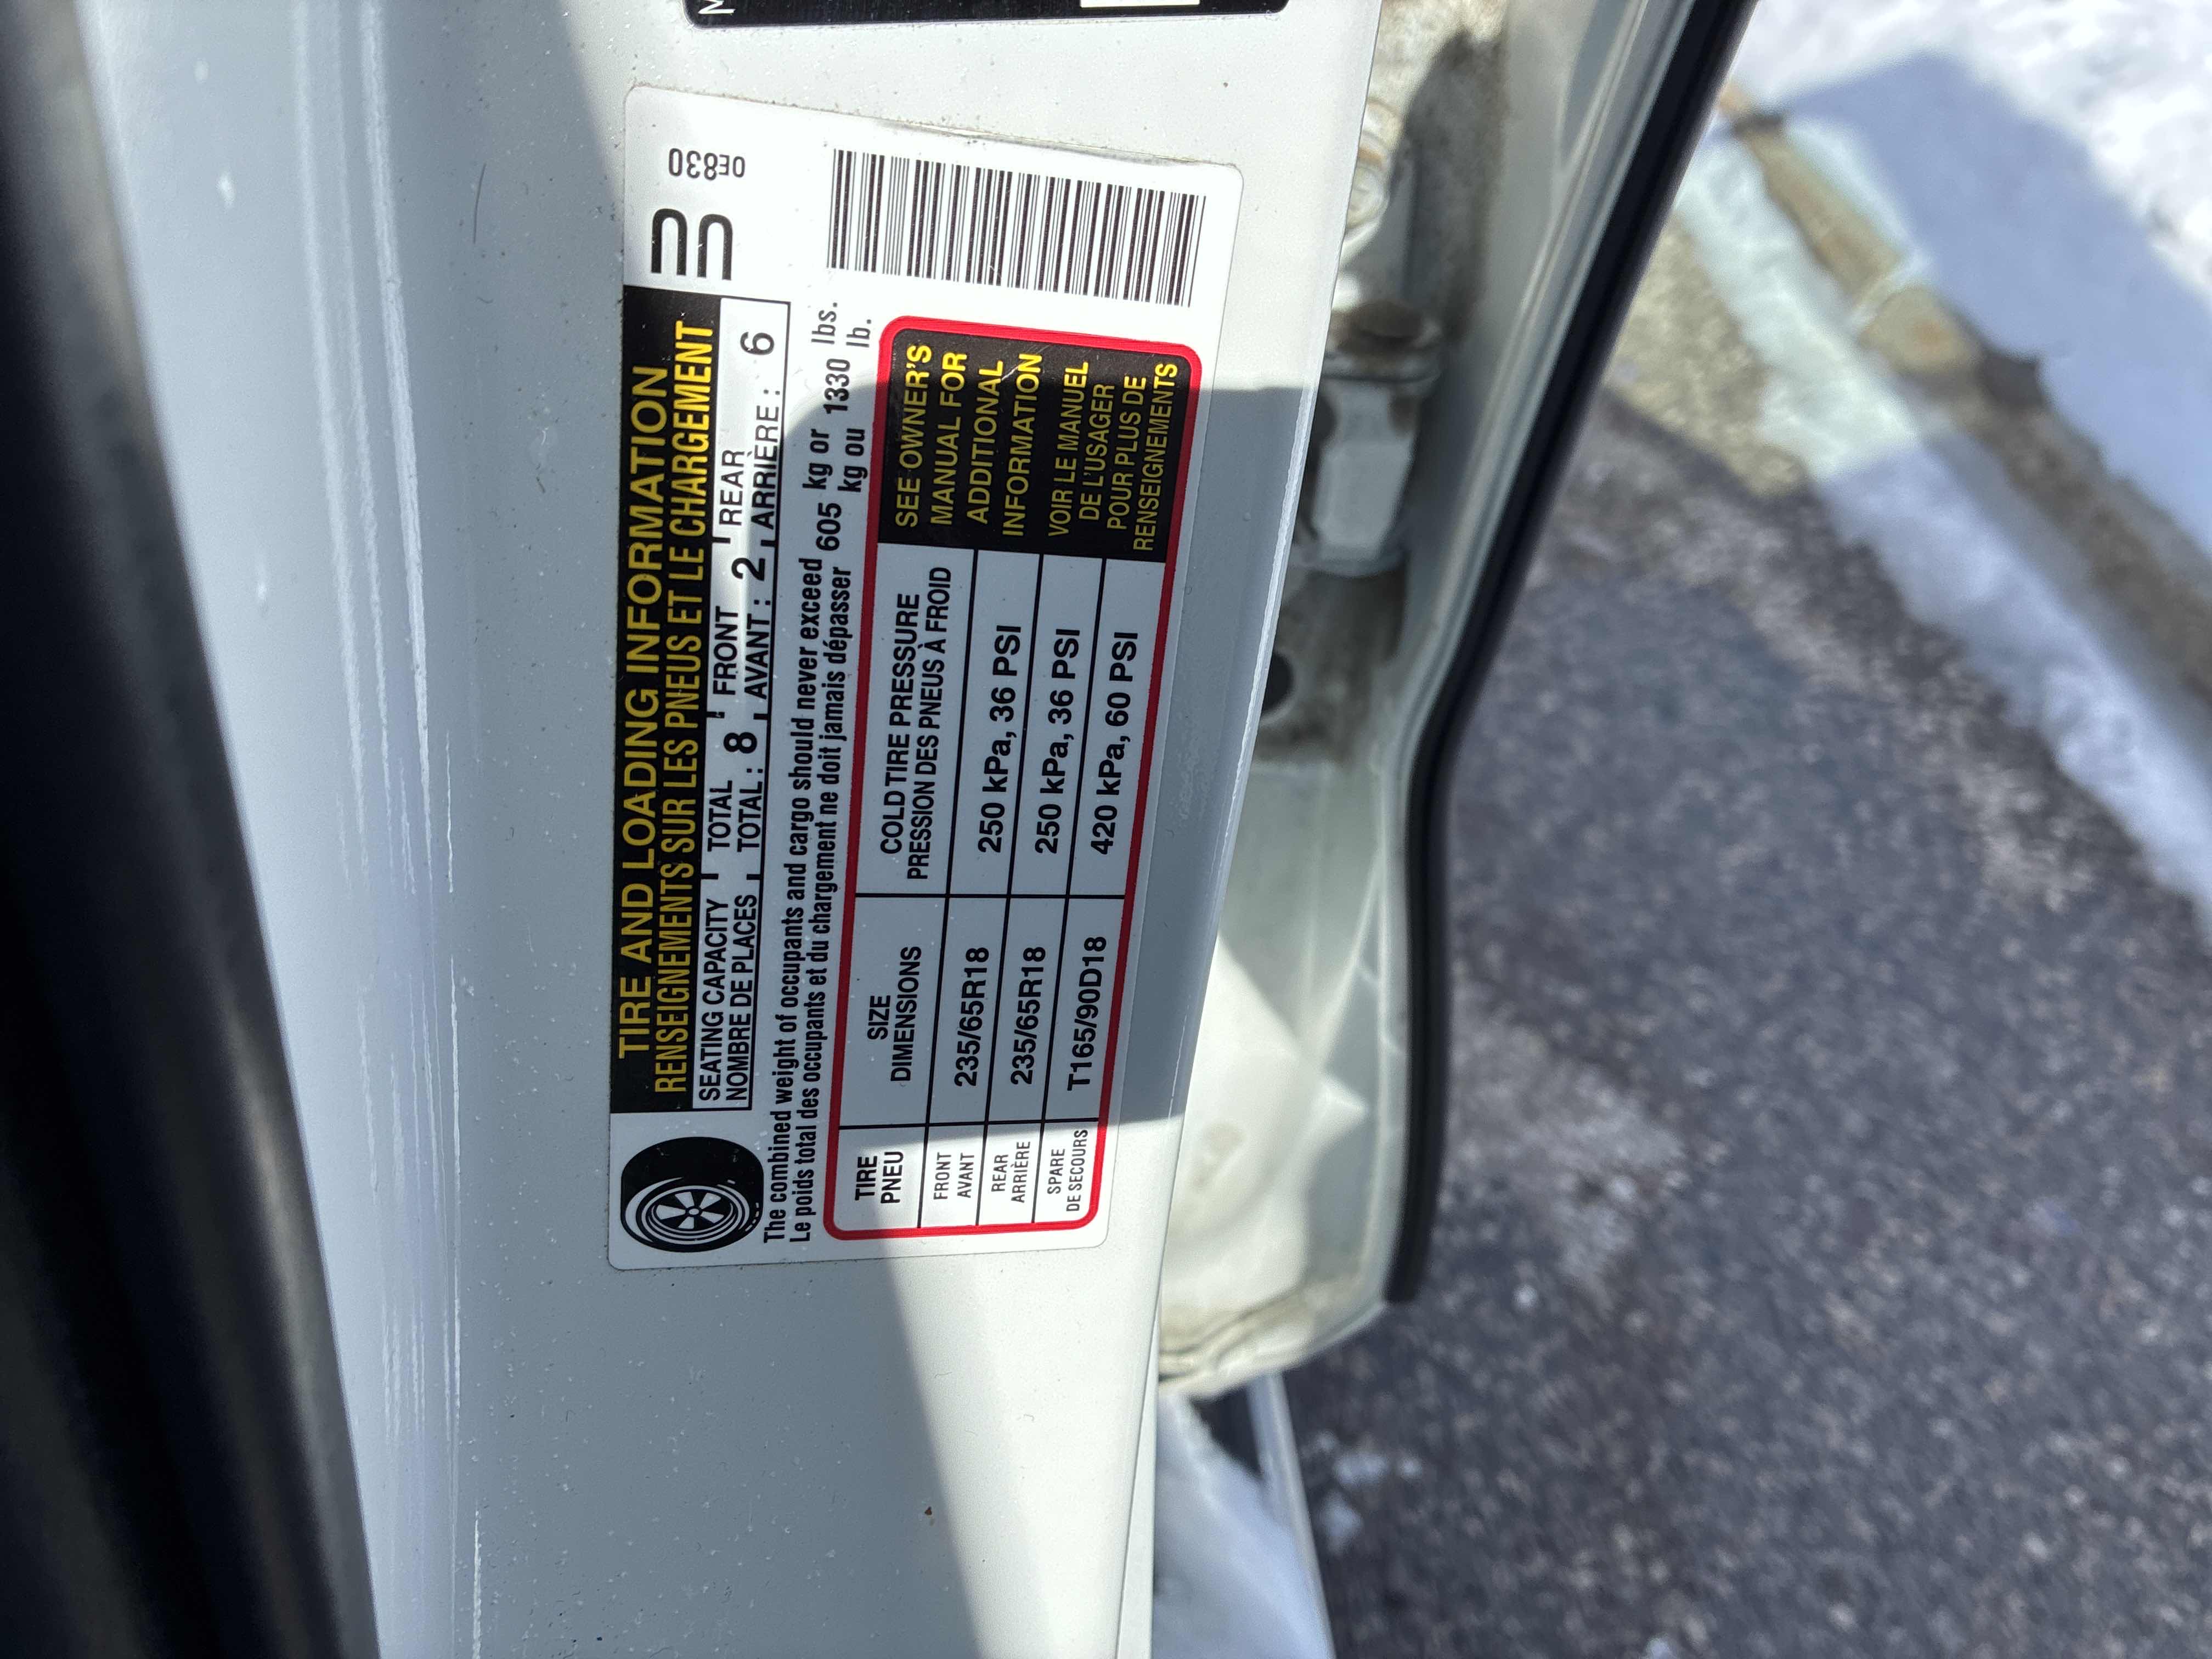 TIRE AND LOADING INFORMATION
RENSEIGNEMENTS SUR LES PNEUS ET LE CHARGEMENT
0E830
SEATING CAPACITY TOTAL 8 FRONT 2 REAR 6
NOMBRE DE PLACES TOTAL : AVANT : ARRIÈRE :
The combined weight of occupants and cargo should never exceed 605 kg or 1330 lbs.
Le poids total des occupants et du chargement ne doit jamais dépasser kg ou lb.
TIRE SIZE COLD TIRE PRESSURE
PNEU DIMENSIONS PRESSION DES PNEUS À FROID
FRONT
AVANT 235/65R18 250 kPa, 36 PSI
REAR
ARRIÈRE 235/65R18 250 kPa, 36 PSI
SPARE
DE SECOURS T165/90D18 420 kPa, 60 PSI
SEE OWNER'S
MANUAL FOR
ADDITIONAL
INFORMATION
VOIR LE MANUEL
DE L'USAGER
POUR PLUS DE
RENSEIGNEMENTS